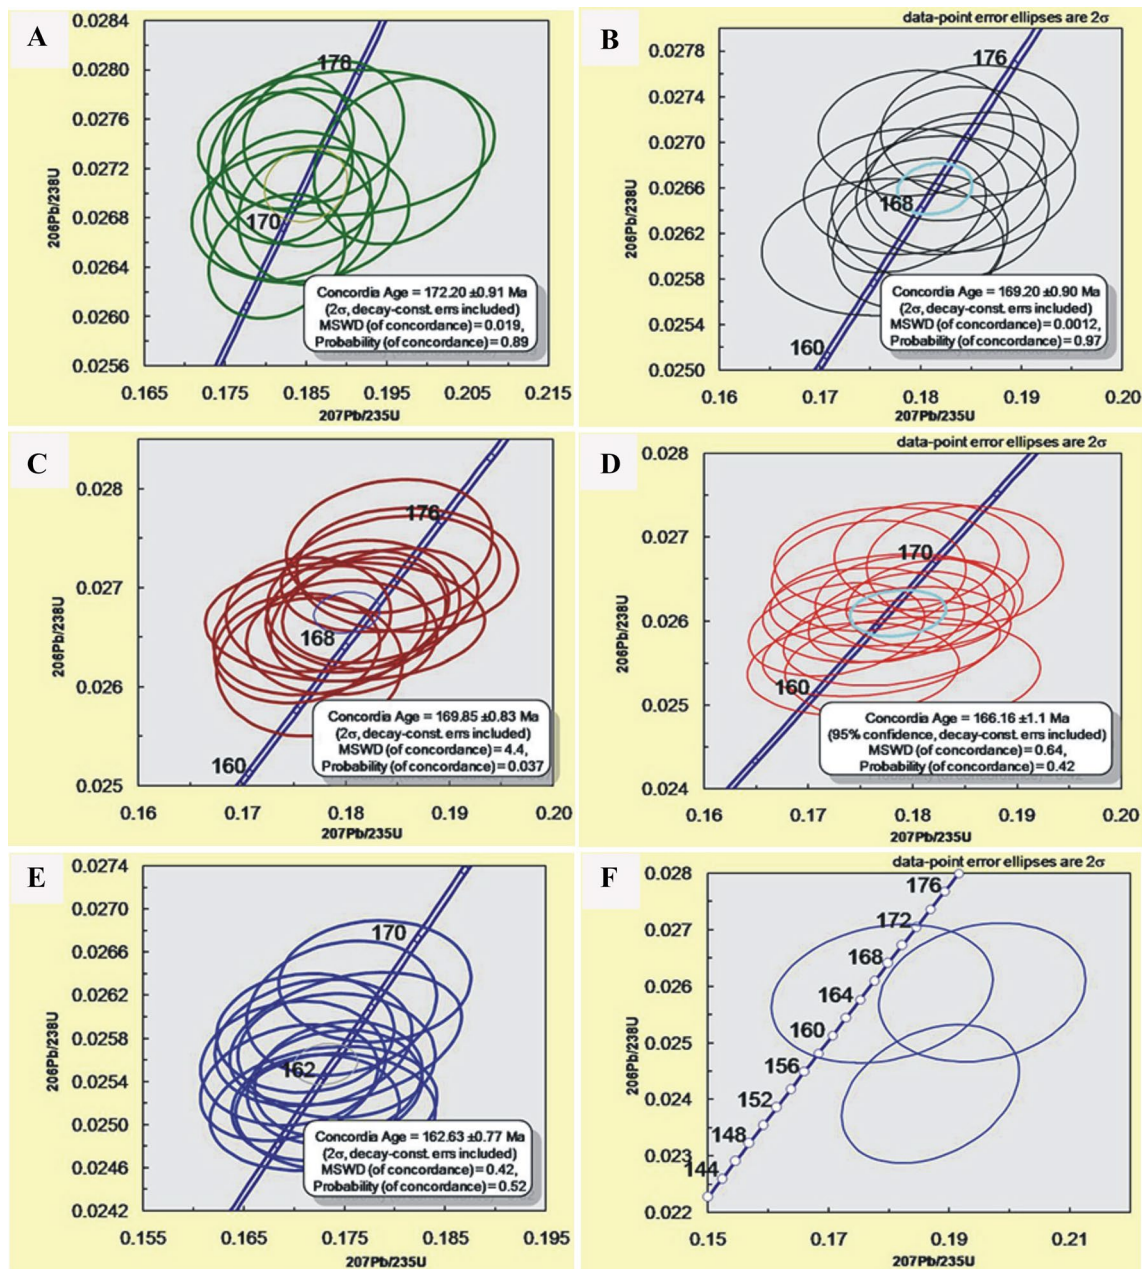 A
0.0284
0.0280
0.0276
0.0272
0.0268
0.0264
0.0260
0.0256
206Pb/238U
178
170
Concordia Age = 172.20 ±0.91 Ma
(2σ, decay-const. errs included)
MSWD (of concordance) = 0.019,
Probability (of concordance) = 0.89
0.165
0.175
0.185
0.195
0.205
0.215
207Pb/235U
B
data-point error ellipses are 2σ
0.0278
0.0274
0.0270
0.0266
0.0262
0.0258
0.0254
0.0250
206Pb/238U
176
168
160
Concordia Age = 169.20 ±0.90 Ma
(2σ, decay-const. errs included)
MSWD (of concordance) = 0.0012,
Probability (of concordance) = 0.97
0.16
0.17
0.18
0.19
0.20
207Pb/235U
C
0.028
0.027
0.026
0.025
206Pb/238U
176
168
160
Concordia Age = 169.85 ±0.83 Ma
(2σ, decay-const. errs included)
MSWD (of concordance) = 4.4,
Probability (of concordance) = 0.037
0.16
0.17
0.18
0.19
0.20
207Pb/235U
D
data-point error ellipses are 2σ
0.028
0.027
0.026
0.025
0.024
206Pb/238U
170
160
Concordia Age = 166.16 ±1.1 Ma
(95% confidence, decay-const. errs included)
MSWD (of concordance) = 0.64,
Probability (of concordance) = 0.42
0.16
0.17
0.18
0.19
0.20
207Pb/235U
E
0.0274
0.0270
0.0266
0.0262
0.0258
0.0254
0.0250
0.0246
0.0242
206Pb/238U
170
162
Concordia Age = 162.63 ±0.77 Ma
(2σ, decay-const. errs included)
MSWD (of concordance) = 0.42,
Probability (of concordance) = 0.52
0.155
0.165
0.175
0.185
0.195
207Pb/235U
F
data-point error ellipses are 2σ
0.028
0.027
0.026
0.025
0.024
0.023
0.022
206Pb/238U
176
172
168
164
160
156
152
148
144
0.15
0.17
0.19
0.21
207Pb/235U